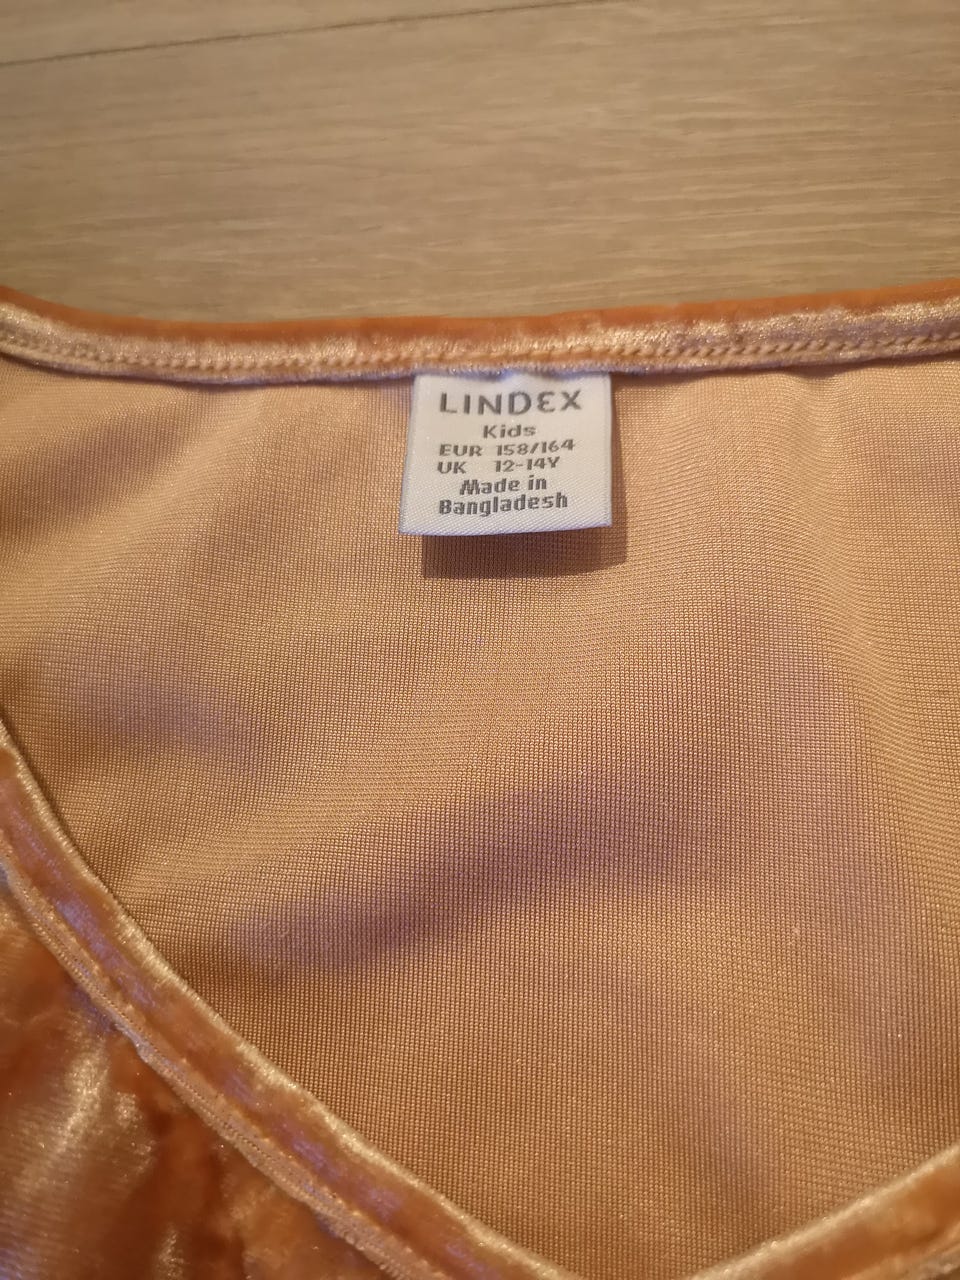 LINDEX
Kids
EUR 158/164
UK 12-14Y
Made in
Bangladesh